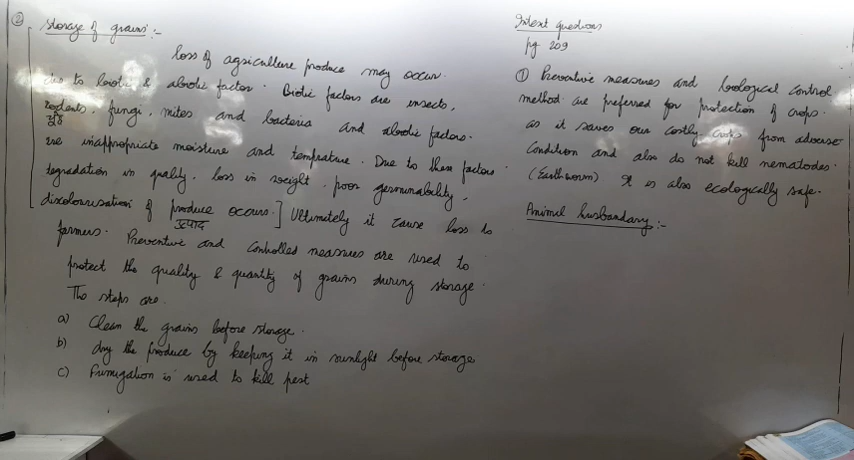 ②
Storage of grains :-
loss of agriculture produce may occur.
due to biotic & abiotic factor. Biotic factors are insects,
rodents, fungi, mites and bacteria and abiotic factors.
are inappropriate moisture and temprature. Due to these factors
degradation in quality, loss in weight, poor germinability,
discolourisation of produce occurs.] Ultimately it cause loss to
उत्पाद
farmers. Preventive and Controlled measures are used to
protect the quality & quantity of grains during storage.
The steps are.
a) Clean the grains before storage.
b) dry the produce by keeping it in sunlight before storage
c) Fumigation is used to kill pest
Intext questions
pg 209
① Preventive measures and biological control
method are preferred for protection of crops.
as it saves our costly crops from adverse
Condition and also do not kill nematodes.
(Earthworm) It is also ecologically safe.
Animal husbandary :-